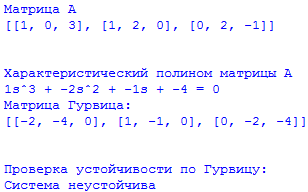 Матрица A
[[1, 0, 3], [1, 2, 0], [0, 2, -1]]
Характеристический полином матрицы A
1s^3 + -2s^2 + -1s + -4 = 0
Матрица Гурвица:
[[-2, -4, 0], [1, -1, 0], [0, -2, -4]]
Проверка устойчивости по Гурвицу:
Система неустойчива